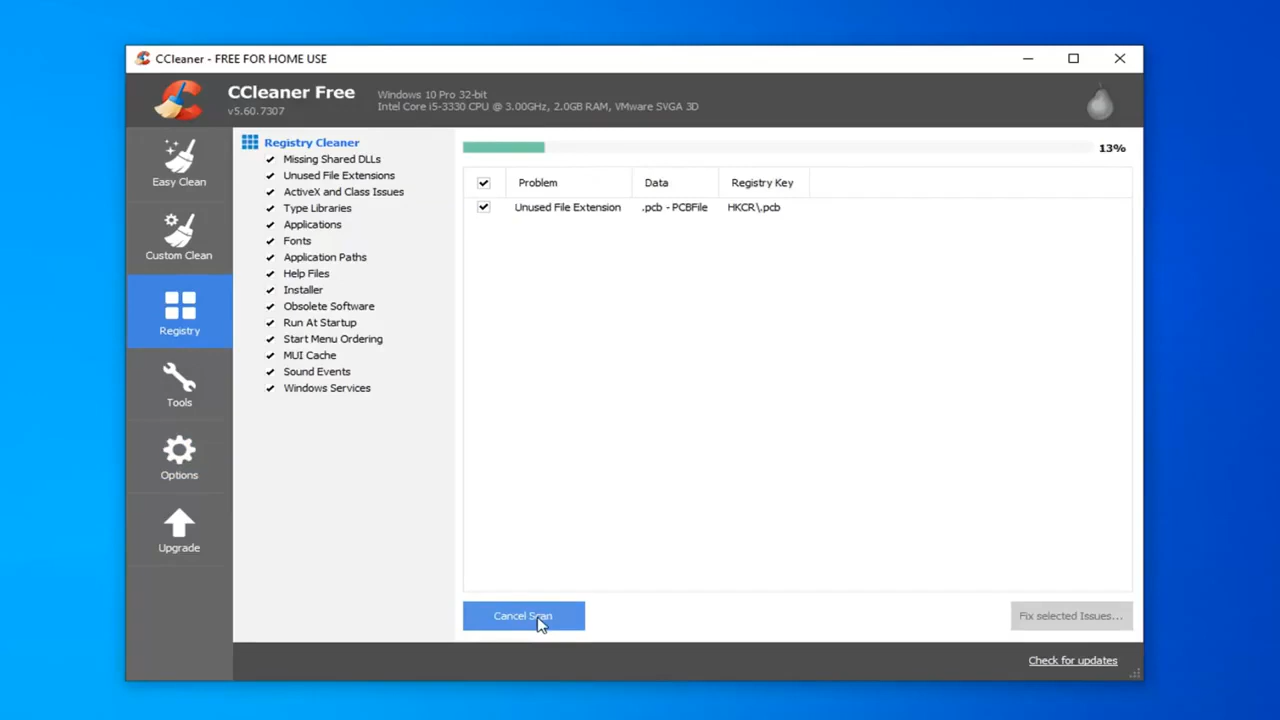 CCleaner - FREE FOR HOME USE
CCleaner Free
v5.60.7307
Windows 10 Pro 32-bit
Intel Core i5-3330 CPU @ 3.00GHz, 2.0GB RAM, VMware SVGA 3D
Easy Clean
Custom Clean
Registry
Tools
Options
Upgrade
Registry Cleaner
Missing Shared DLLs
Unused File Extensions
ActiveX and Class Issues
Type Libraries
Applications
Fonts
Application Paths
Help Files
Installer
Obsolete Software
Run At Startup
Start Menu Ordering
MUI Cache
Sound Events
Windows Services
13%
Problem Data Registry Key
Unused File Extension .pcb - PCBFile HKCR\.pcb
Cancel Scan
Fix selected Issues...
Check for updates